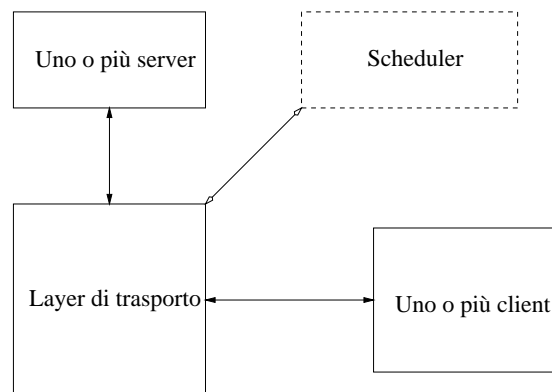 Uno o più server
Scheduler
Layer di trasporto
Uno o più client